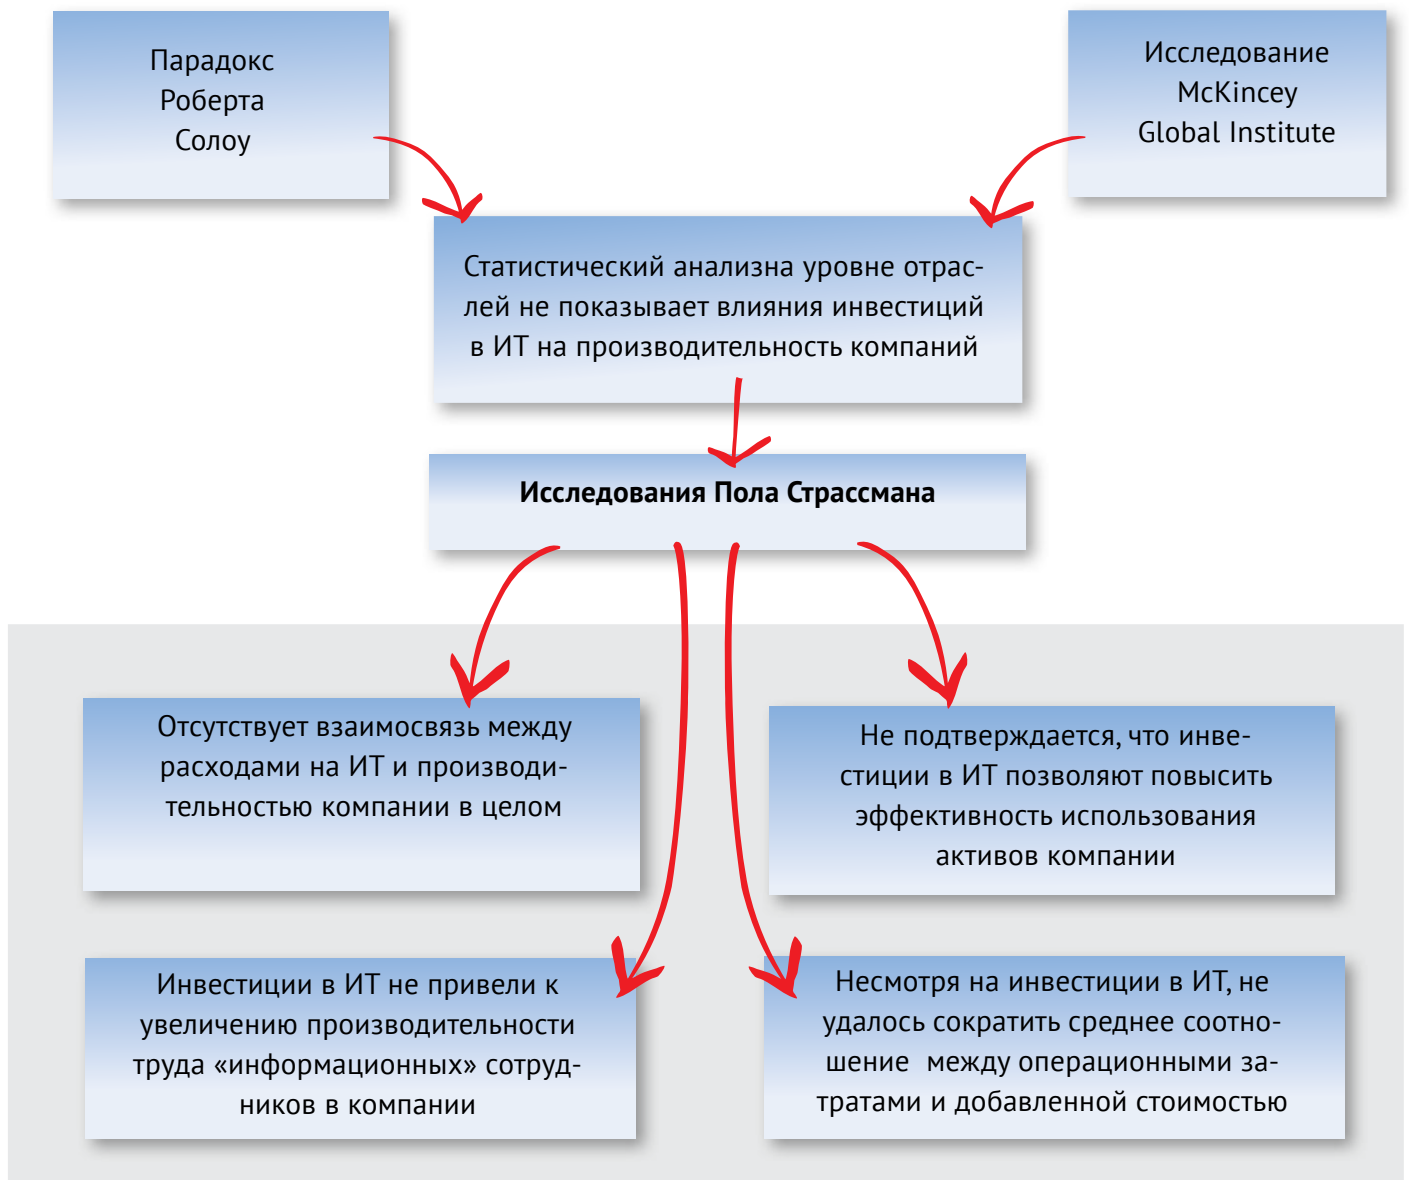 Парадокс
Роберта
Солоу
Исследование
McKincey
Global Institute
Статистический анализна уровне отрас-
лей не показывает влияния инвестиций
в ИТ на производительность компаний
Исследования Пола Страссмана
Отсутствует взаимосвязь между
расходами на ИТ и производи-
тельностью компании в целом
Не подтверждается, что инве-
стиции в ИТ позволяют повысить
эффективность использования
активов компании
Инвестиции в ИТ не привели к
увеличению производительности
труда «информационных» сотруд-
ников в компании
Несмотря на инвестиции в ИТ, не
удалось сократить среднее соотно-
шение  между операционными за-
тратами и добавленной стоимостью